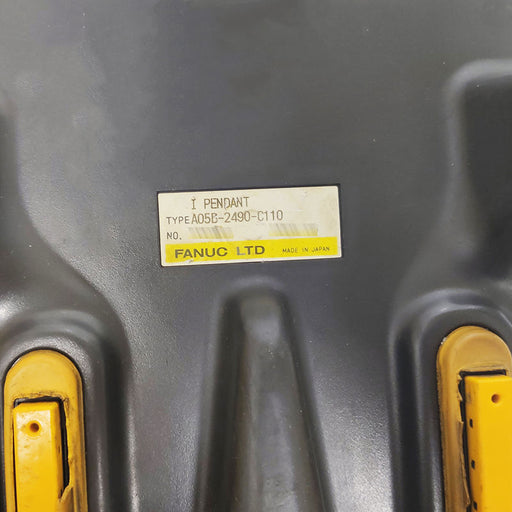 I PENDANT
TYPE A05B-2490-C110
NO.
FANUC LTD MADE IN JAPAN